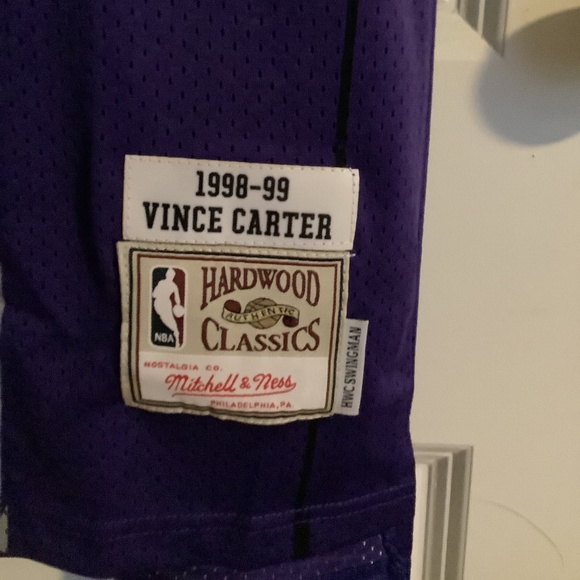 1998-99
VINCE CARTER
HARDWOOD
AUTHENTIC
CLASSICS
NBA
NOSTALGIA CO.
Mitchell & Ness
PHILADELPHIA, PA.
HWC SWINGMAN